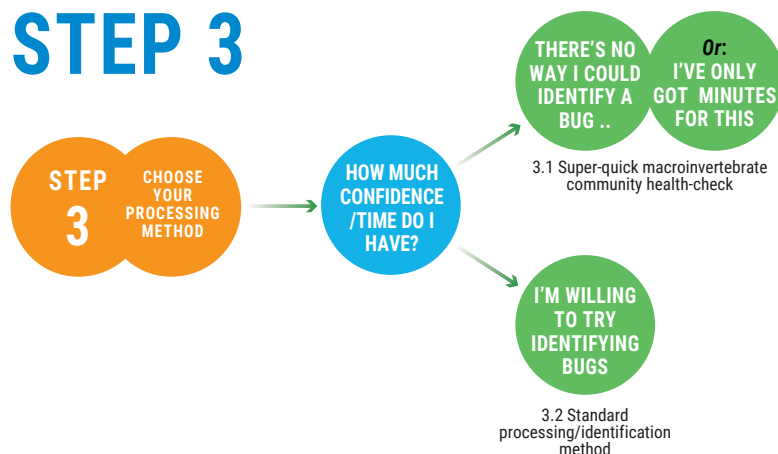 STEP 3
STEP
3
CHOOSE
YOUR
PROCESSING
METHOD
HOW MUCH
CONFIDENCE
/TIME DO I
HAVE?
THERE'S NO
WAY I COULD
IDENTIFY A
BUG ..
Or:
I'VE ONLY
GOT MINUTES
FOR THIS
3.1 Super-quick macroinvertebrate
community health-check
I'M WILLING
TO TRY
IDENTIFYING
BUGS
3.2 Standard
processing/identification
method